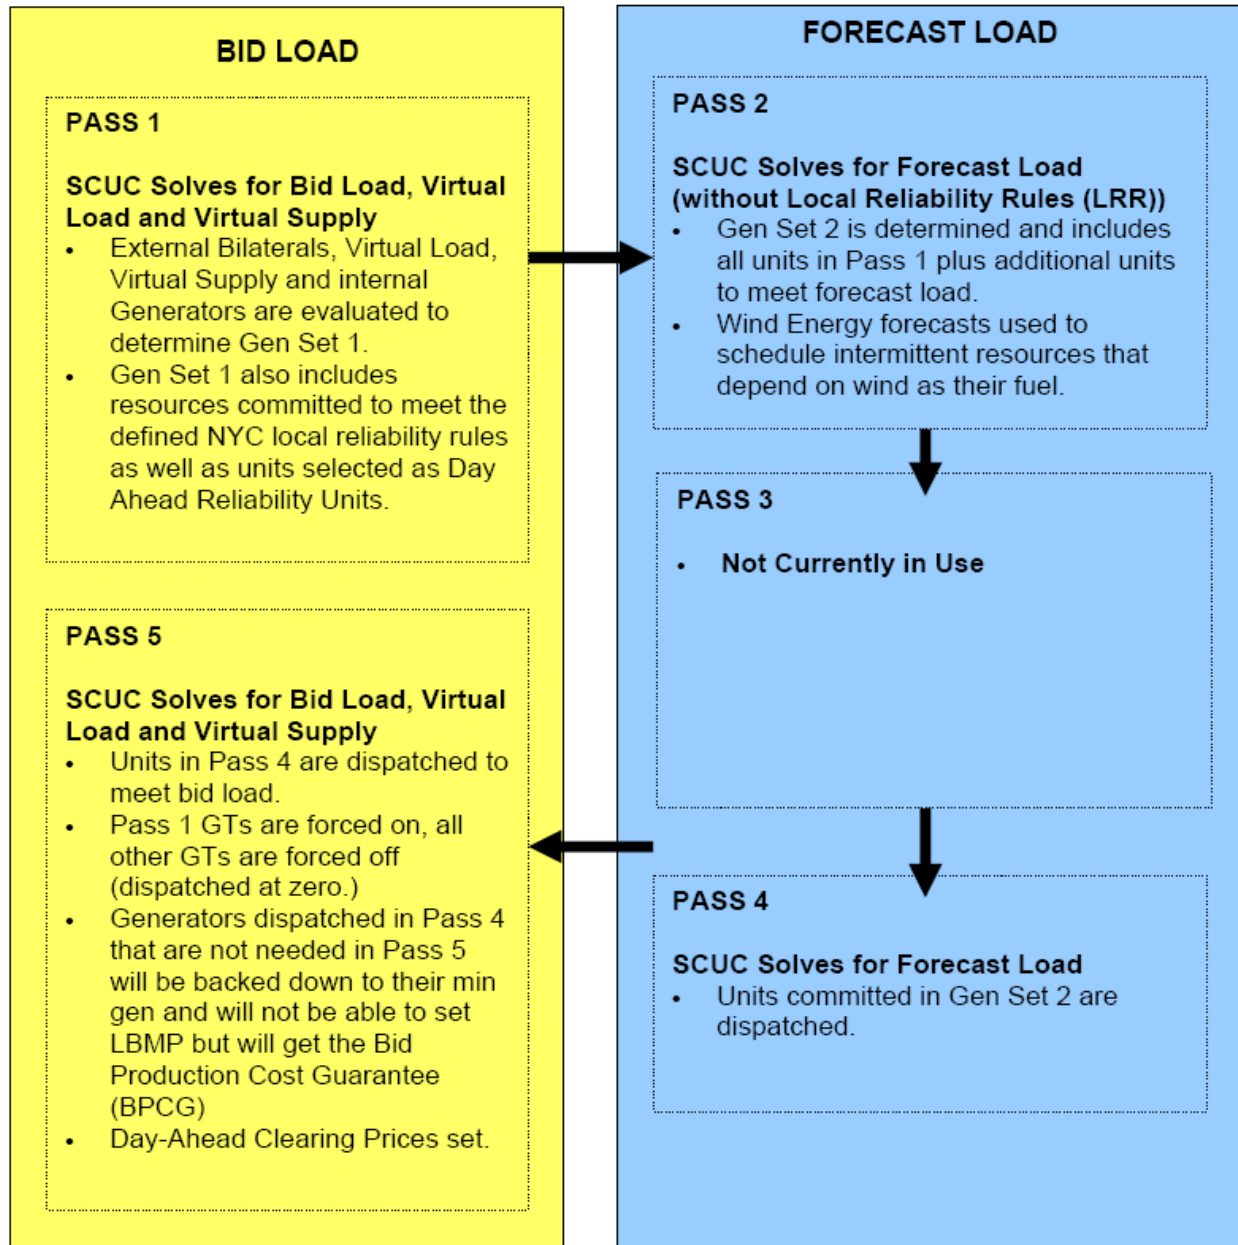 BID LOAD
PASS 1
SCUC Solves for Bid Load, Virtual
Load and Virtual Supply
• External Bilaterals, Virtual Load,
Virtual Supply and internal
Generators are evaluated to
determine Gen Set 1.
• Gen Set 1 also includes
resources committed to meet the
defined NYC local reliability rules
as well as units selected as Day
Ahead Reliability Units.
FORECAST LOAD
PASS 2
SCUC Solves for Forecast Load
(without Local Reliability Rules (LRR))
• Gen Set 2 is determined and includes
all units in Pass 1 plus additional units
to meet forecast load.
• Wind Energy forecasts used to
schedule intermittent resources that
depend on wind as their fuel.
PASS 3
• Not Currently in Use
PASS 4
SCUC Solves for Forecast Load
• Units committed in Gen Set 2 are
dispatched.
PASS 5
SCUC Solves for Bid Load, Virtual
Load and Virtual Supply
• Units in Pass 4 are dispatched to
meet bid load.
• Pass 1 GTs are forced on, all
other GTs are forced off
(dispatched at zero.)
• Generators dispatched in Pass 4
that are not needed in Pass 5
will be backed down to their min
gen and will not be able to set
LBMP but will get the Bid
Production Cost Guarantee
(BPCG)
• Day-Ahead Clearing Prices set.